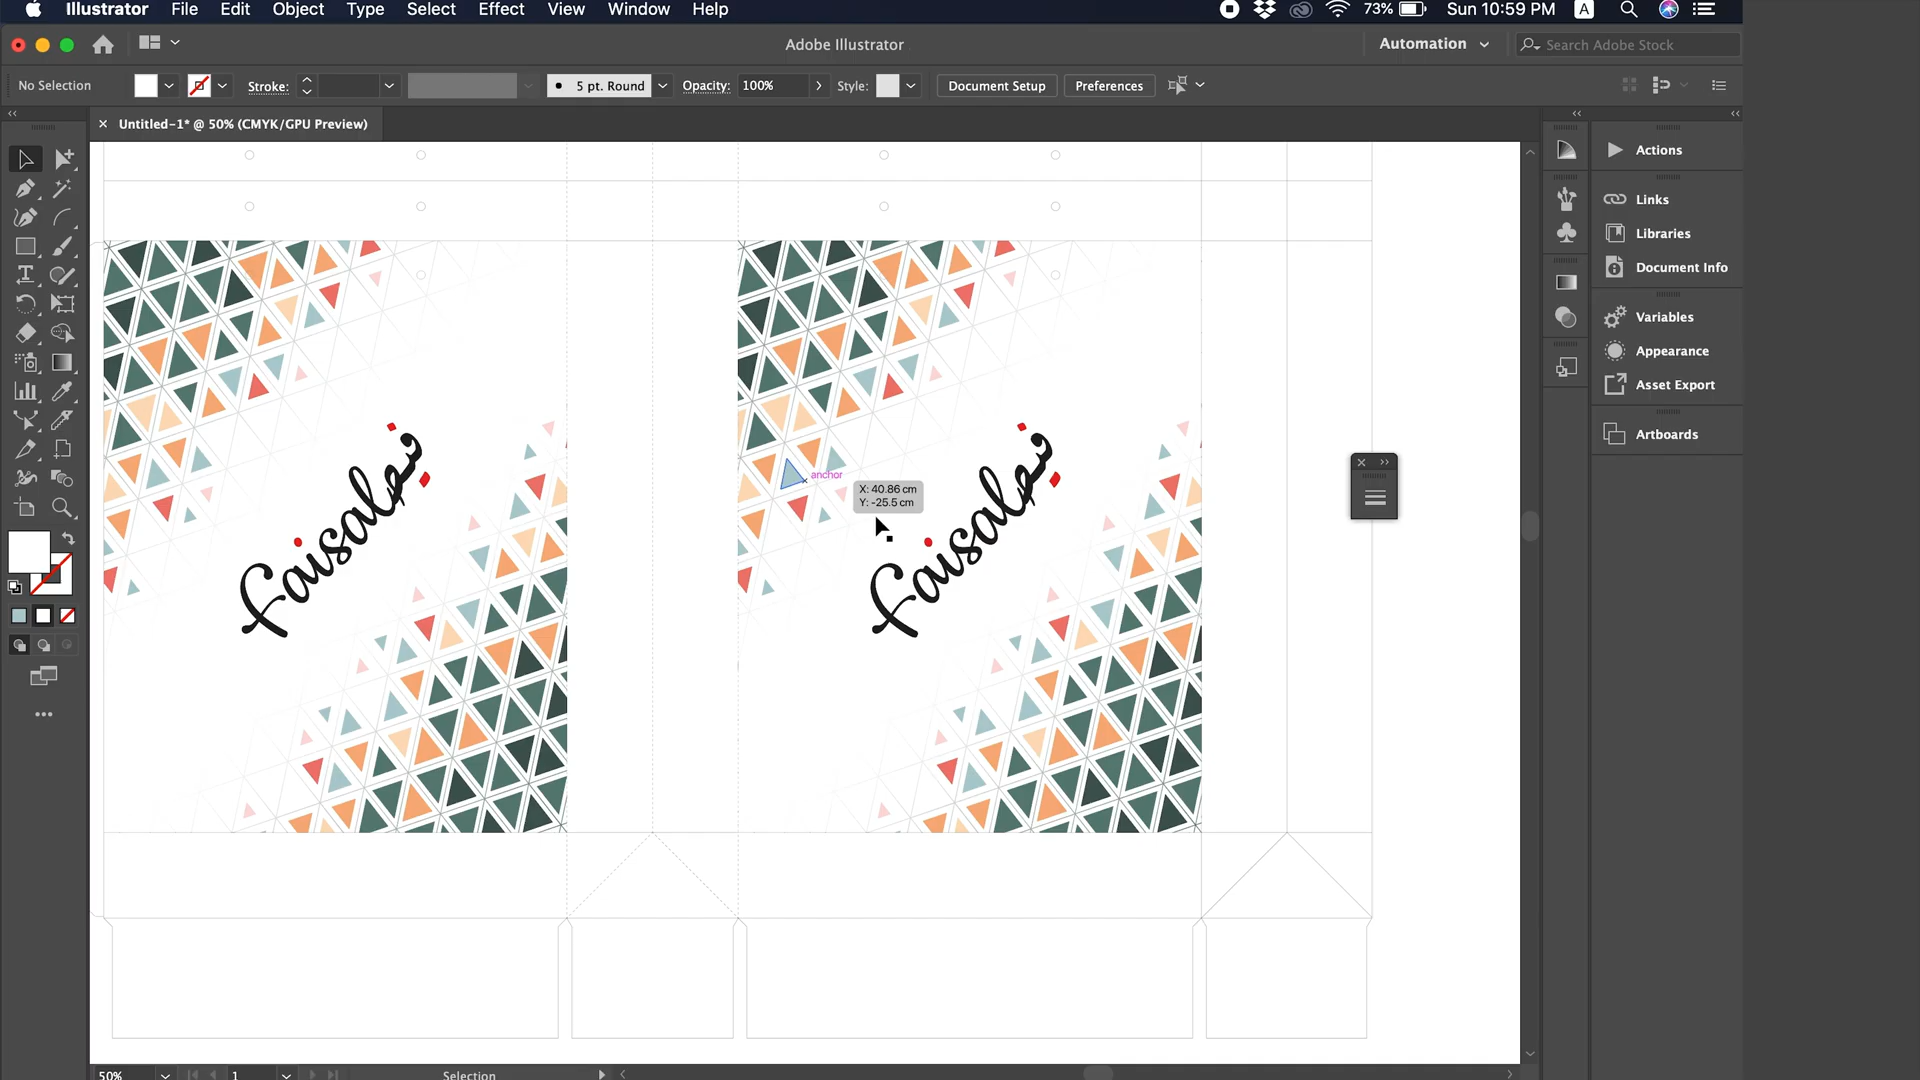 Illustrator File Edit Object Type Select Effect View Window Help 73% Sun 10:59 PM A
Adobe Illustrator
Automation
Search Adobe Stock
No Selection Stroke: 5 pt. Round Opacity: 100% Style: Document Setup Preferences
Untitled-1* @ 50% (CMYK/GPU Preview)
Actions
Links
Libraries
Document Info
Variables
Appearance
Asset Export
Artboards
anchor
X: 40.86 cm
Y: -25.5 cm
50% 1 Selection